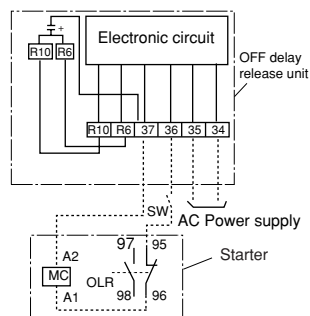 +
R10 R6
Electronic circuit
OFF delay
release unit
R10 R6 37 36 35 34
SW
AC Power supply
97 95
Starter
A2
MC
OLR
A1
98 96